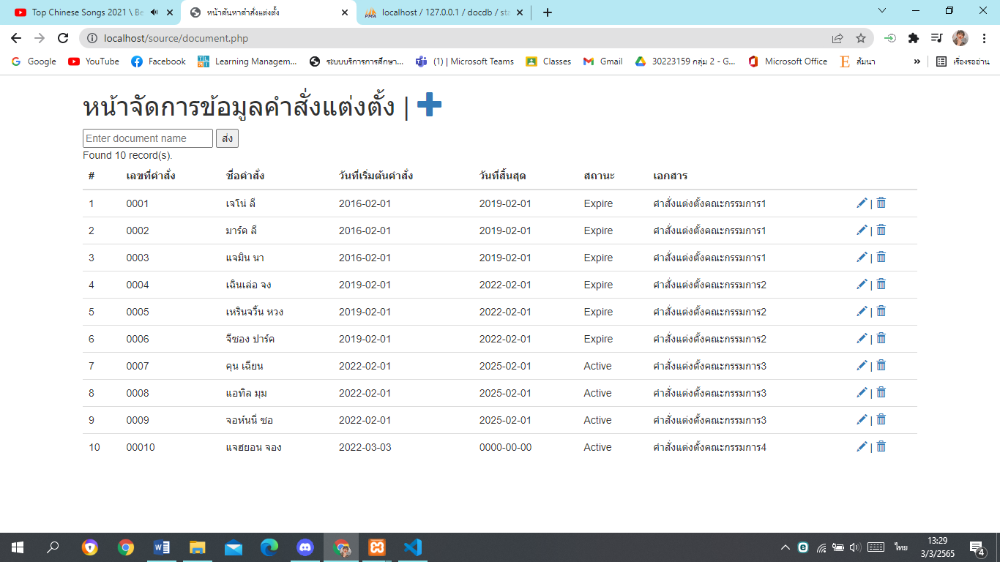 Top Chinese Songs 2021 \ Be
หน้าค้นหาคำสั่งแต่งตั้ง
localhost / 127.0.0.1 / docdb / sta
localhost/source/document.php
Google YouTube Facebook Learning Managem... ระบบบริการการศึกษา... (1) | Microsoft Teams Classes Gmail 30223159 กลุ่ม 2 - G... Microsoft Office สัมนา » เรื่องรออ่าน
หน้าจัดการข้อมูลคำสั่งแต่งตั้ง |
Enter document name ส่ง
Found 10 record(s).
# เลขที่คำสั่ง ชื่อคำสั่ง วันที่เริ่มต้นคำสั่ง วันที่สิ้นสุด สถานะ เอกสาร
1 0001 เจโน่ ลี 2016-02-01 2019-02-01 Expire คำสั่งแต่งตั้งคณะกรรมการ1 |
2 0002 มาร์ค ลี 2016-02-01 2019-02-01 Expire คำสั่งแต่งตั้งคณะกรรมการ1 |
3 0003 แจมิน นา 2016-02-01 2019-02-01 Expire คำสั่งแต่งตั้งคณะกรรมการ1 |
4 0004 เฉินเล่อ จง 2019-02-01 2022-02-01 Expire คำสั่งแต่งตั้งคณะกรรมการ2 |
5 0005 เหรินจวิ้น หวง 2019-02-01 2022-02-01 Expire คำสั่งแต่งตั้งคณะกรรมการ2 |
6 0006 จีซอง ปาร์ค 2019-02-01 2022-02-01 Expire คำสั่งแต่งตั้งคณะกรรมการ2 |
7 0007 คุน เฉียน 2022-02-01 2025-02-01 Active คำสั่งแต่งตั้งคณะกรรมการ3 |
8 0008 แอทิล มุม 2022-02-01 2025-02-01 Active คำสั่งแต่งตั้งคณะกรรมการ3 |
9 0009 จอห์นนี่ ซอ 2022-02-01 2025-02-01 Active คำสั่งแต่งตั้งคณะกรรมการ3 |
10 00010 แจฮยอน จอง 2022-03-03 0000-00-00 Active คำสั่งแต่งตั้งคณะกรรมการ4 |
ไทย
13:29
3/3/2565
4